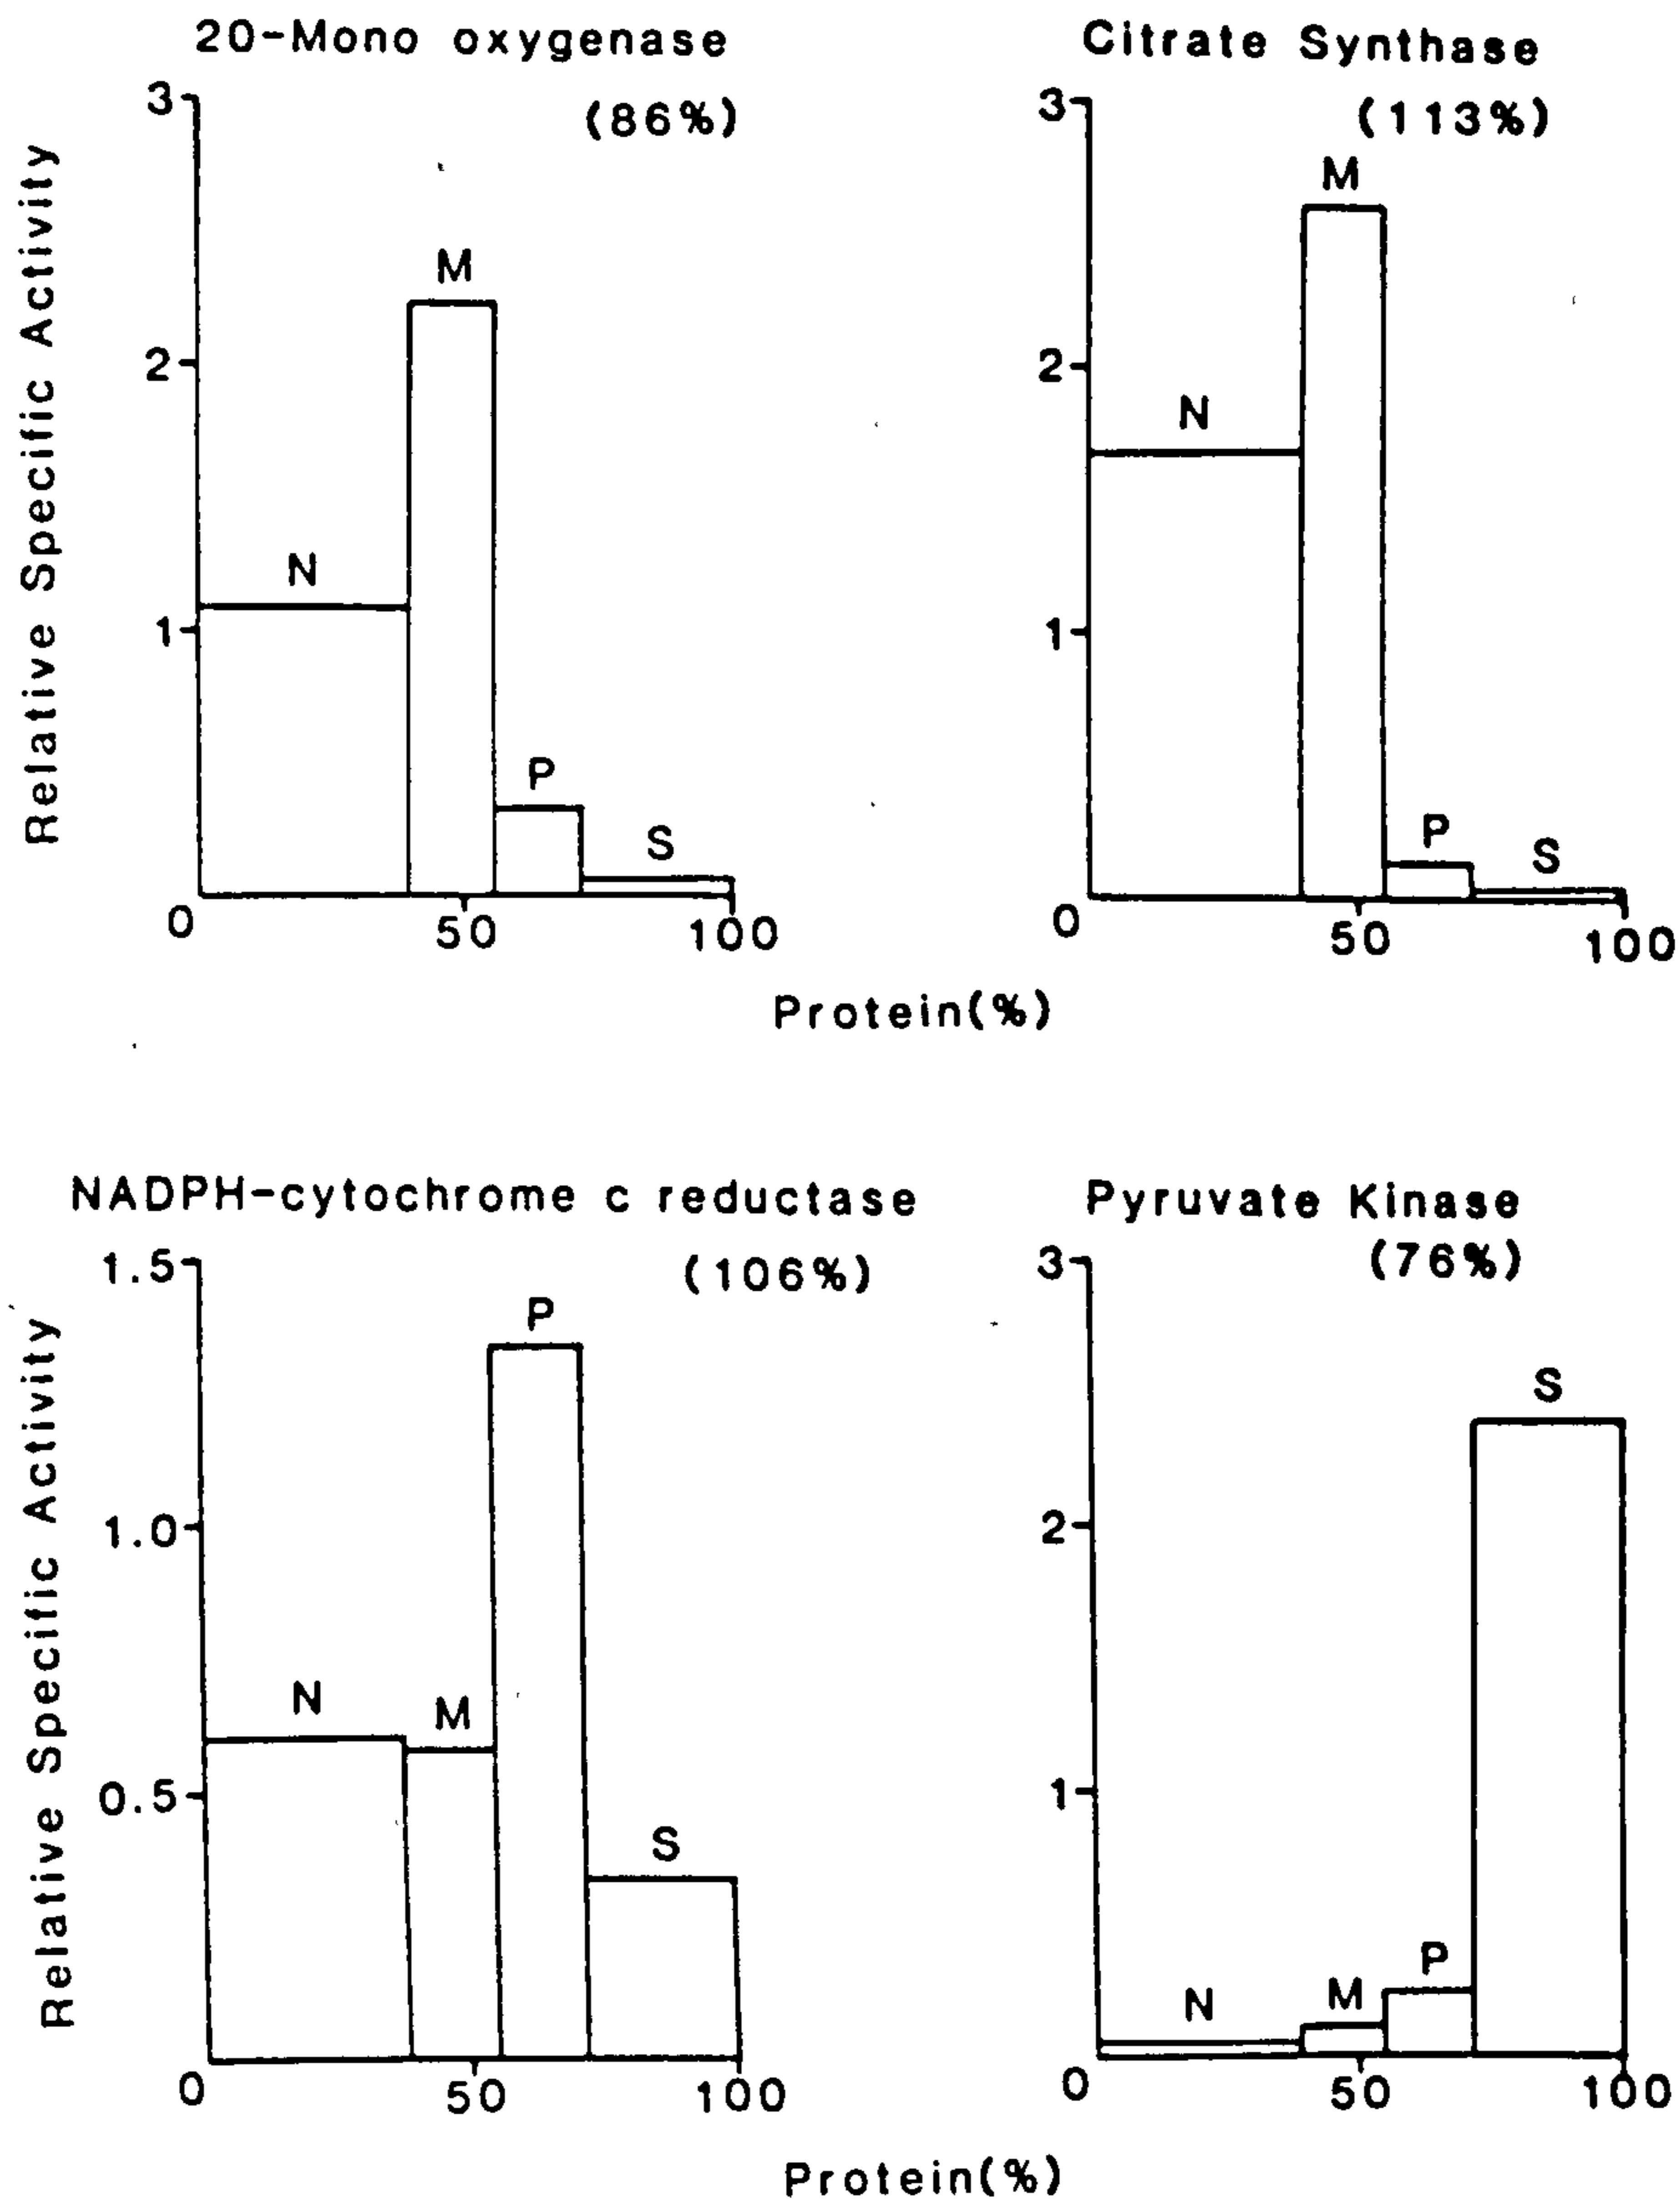 20-Mono oxygenase
(86%)
Relative Specific Activity
3
2
1
0
50
100
N
M
P
S
Citrate Synthase
(113%)
3
2
1
0
50
100
N
M
P
S
Protein(%)
NADPH-cytochrome c reductase
(106%)
Relative Specific Activity
1.5
1.0
0.5
0
50
100
N
M
P
S
Pyruvate Kinase
(76%)
3
2
1
0
50
100
N
M
P
S
Protein(%)